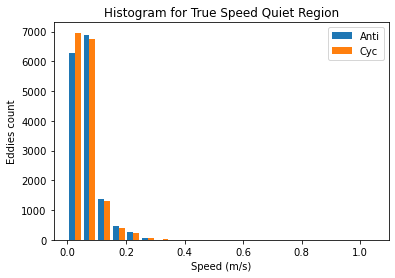 Histogram for True Speed Quiet Region
Anti
Cyc
Eddies count
7000
6000
5000
4000
3000
2000
1000
0
0.0 0.2 0.4 0.6 0.8 1.0
Speed (m/s)